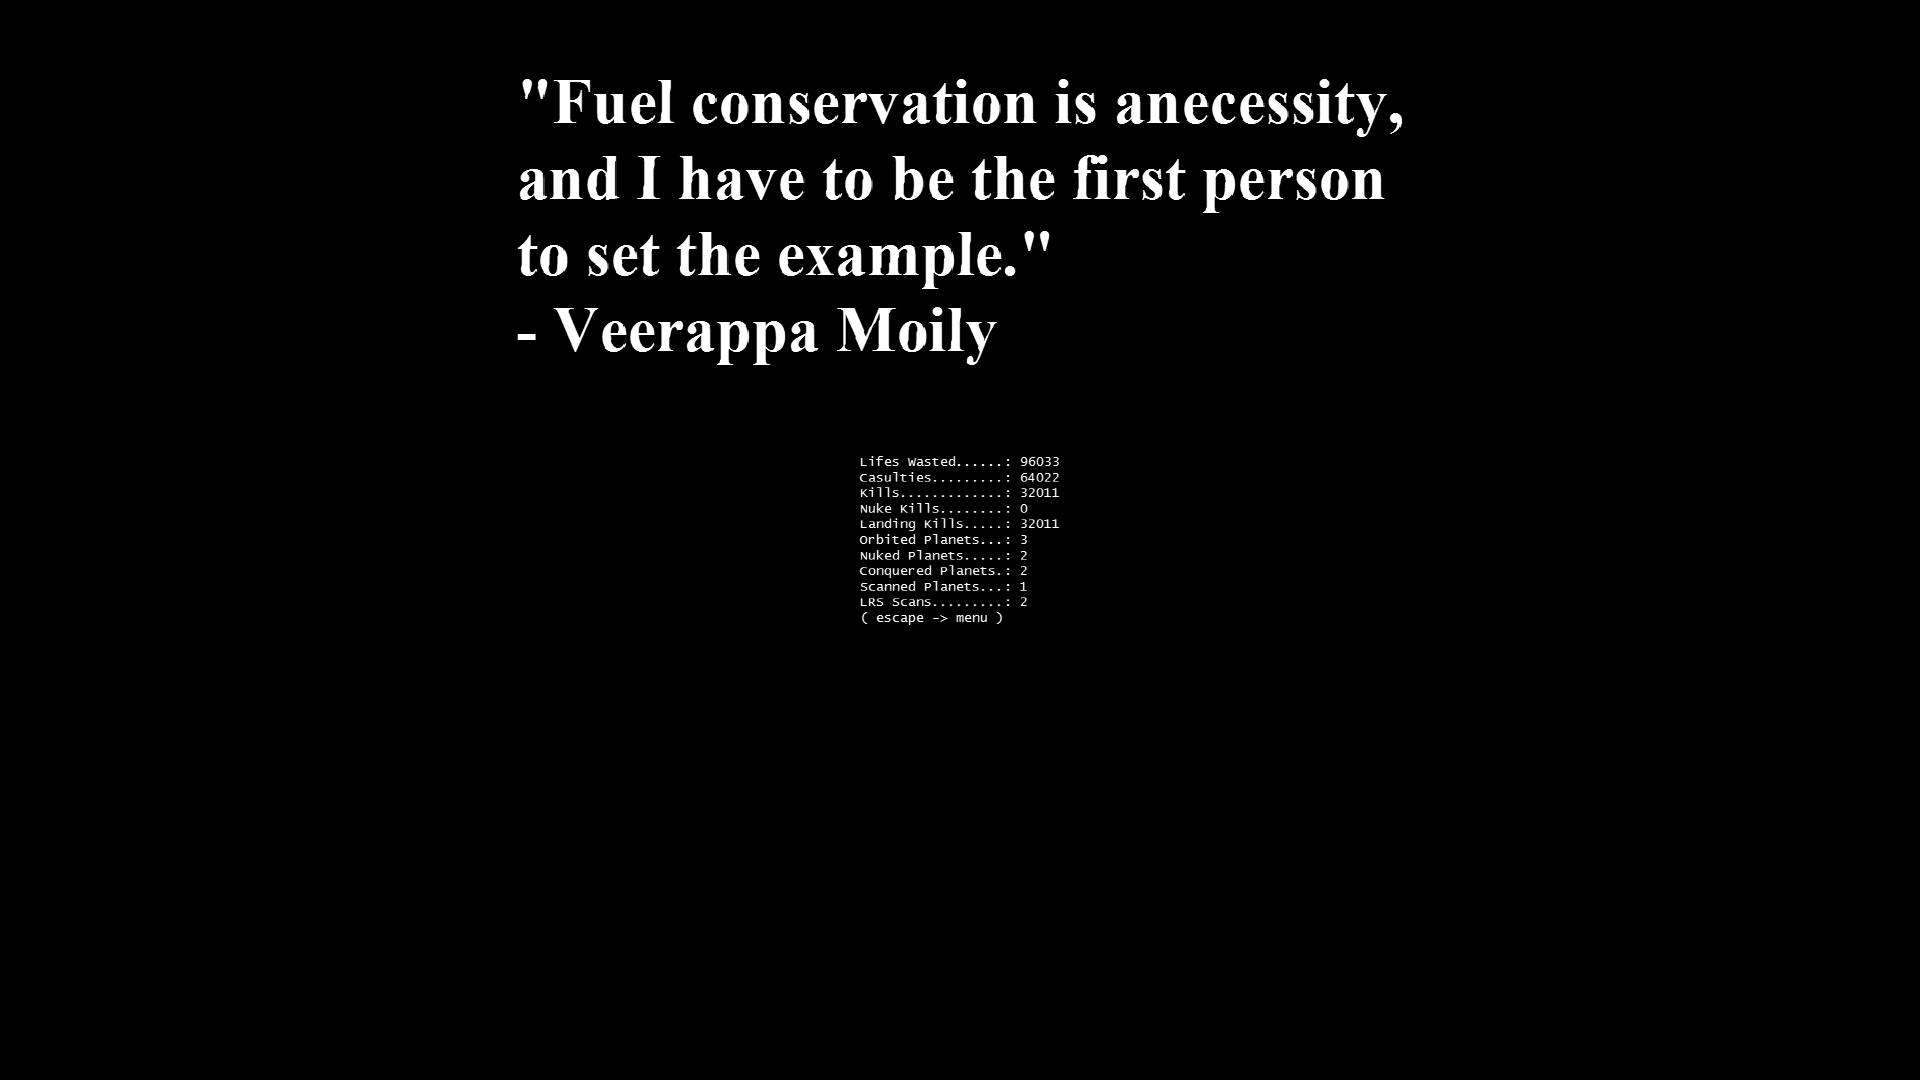 "Fuel conservation is anecessity,
and I have to be the first person
to set the example."
- Veerappa Moily
Lifes Wasted......: 96033
Casulties.........: 64022
Kills.............: 32011
Nuke Kills........: 0
Landing Kills.....: 32011
Orbited Planets...: 3
Nuked Planets.....: 2
Conquered Planets.: 2
Scanned Planets...: 1
LRS Scans.........: 2
( escape -> menu )